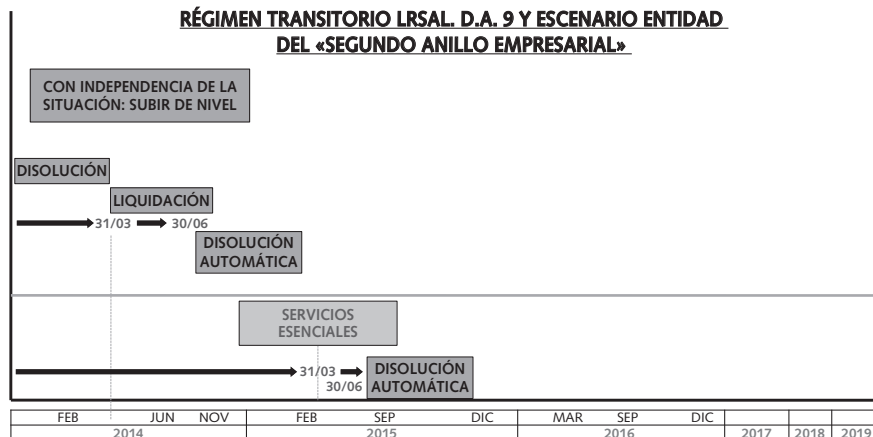 RÉGIMEN TRANSITORIO LRSAL. D.A. 9 Y ESCENARIO ENTIDAD
DEL «SEGUNDO ANILLO EMPRESARIAL»
CON INDEPENDENCIA DE LA
SITUACIÓN: SUBIR DE NIVEL
DISOLUCIÓN
LIQUIDACIÓN
31/03 30/06
DISOLUCIÓN
AUTOMÁTICA
SERVICIOS
ESENCIALES
31/03
30/06
DISOLUCIÓN
AUTOMÁTICA
FEB JUN NOV FEB SEP DIC MAR SEP DIC
2014 2015 2016 2017 2018 2019